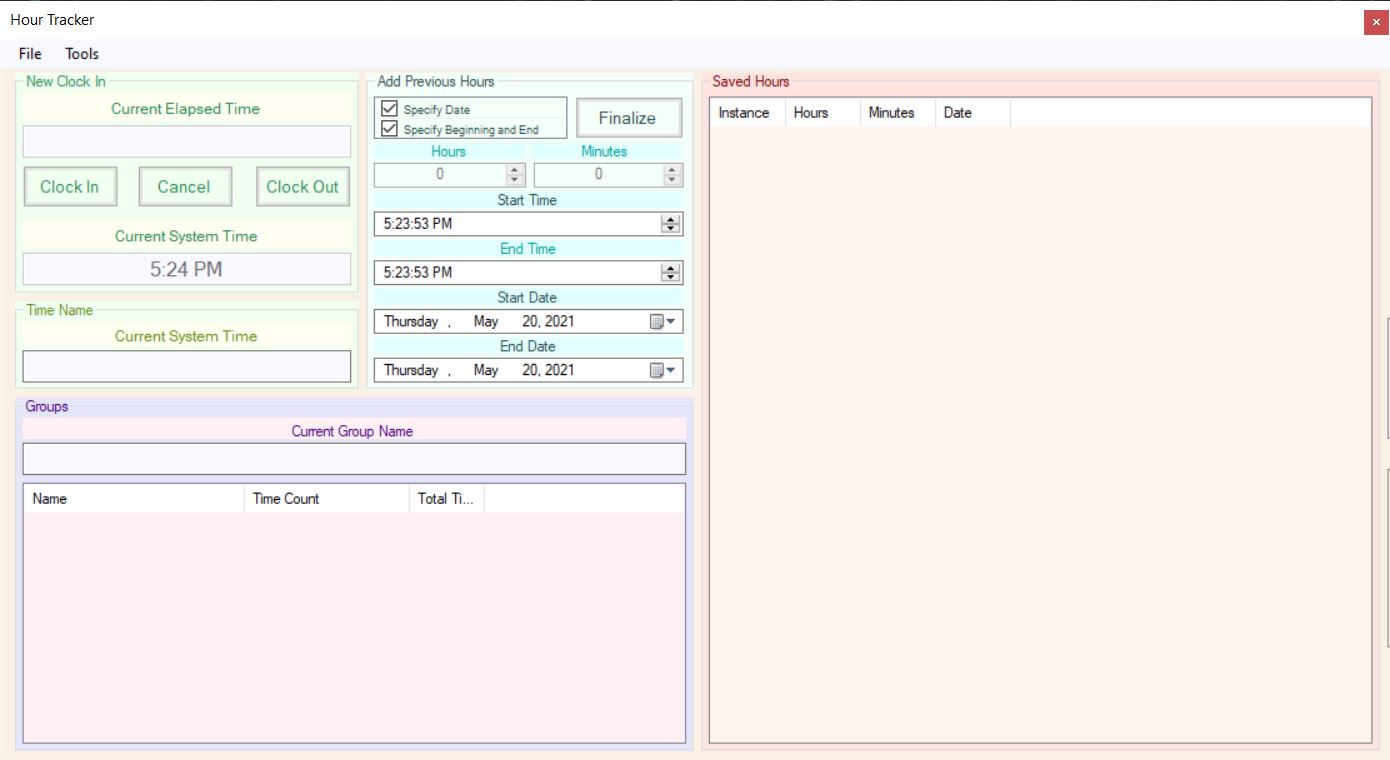 Hour Tracker
File Tools
New Clock In
Current Elapsed Time
Clock In Cancel Clock Out
Current System Time
5:24 PM
Time Name
Current System Time
Add Previous Hours
Specify Date
Specify Beginning and End
Finalize
Hours Minutes
0 0
Start Time
5:23:53 PM
End Time
5:23:53 PM
Start Date
Thursday , May 20, 2021
End Date
Thursday , May 20, 2021
Groups
Current Group Name
Name Time Count Total Ti...
Saved Hours
Instance Hours Minutes Date